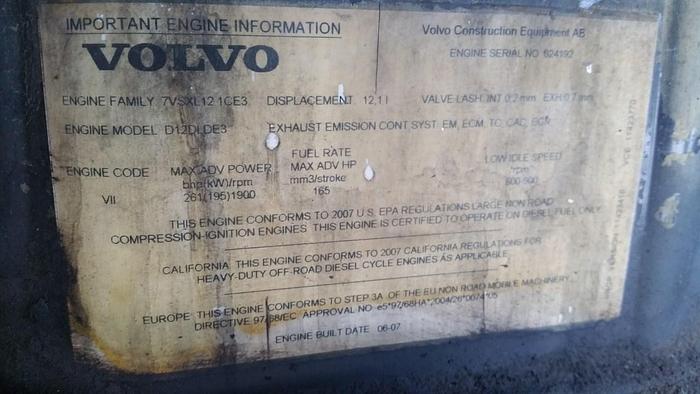 IMPORTANT ENGINE INFORMATION
VOLVO
Volvo Construction Equipment AB
ENGINE SERIAL NO 624192
ENGINE FAMILY 7VSXL12.1CE3 DISPLACEMENT 12,1 l VALVE LASH: INT 0,2 mm EXH:0,7 mm
ENGINE MODEL D12DLDE3 EXHAUST EMISSION CONT SYST. EM, ECM, TC, CAC,
ENGINE CODE MAX ADV POWER FUEL RATE LOW IDLE SPEED
bhp(kW)/rpm MAX ADV HP rpm
mm3/stroke
VII 261(195)1900 165
THIS ENGINE CONFORMS TO 2007 U.S. EPA REGULATIONS LARGE NON ROAD
COMPRESSION-IGNITION ENGINES THIS ENGINE IS CERTIFIED TO OPERATE ON DIESEL FUEL ONLY
CALIFORNIA THIS ENGINE CONFORMS TO 2007 CALIFORNIA REGULATIONS FOR
HEAVY-DUTY OFF-ROAD DIESEL CYCLE ENGINES AS APPLICABLE
EUROPE THIS ENGINE CONFORMS TO STEP 3A OF THE EU NON ROAD MOBILE MACHINERY
DIRECTIVE 97/68/EC APPROVAL NO e5*97/68HA*2004/26*0074*05
ENGINE BUILT DATE 06-07